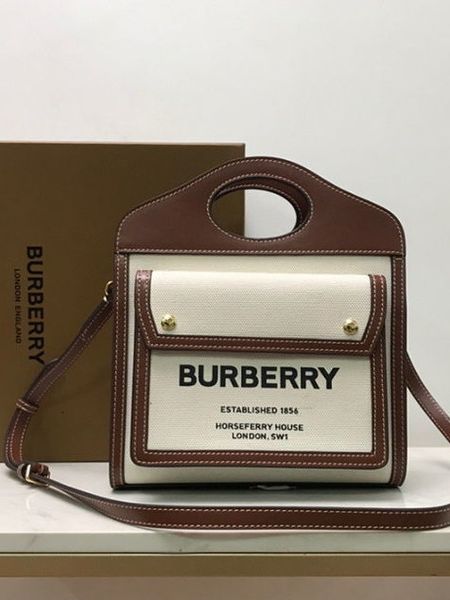 BURBERRY
LONDON ENGLAND
BURBERRY
ESTABLISHED 1856
HORSEFERRY HOUSE
LONDON, SW1